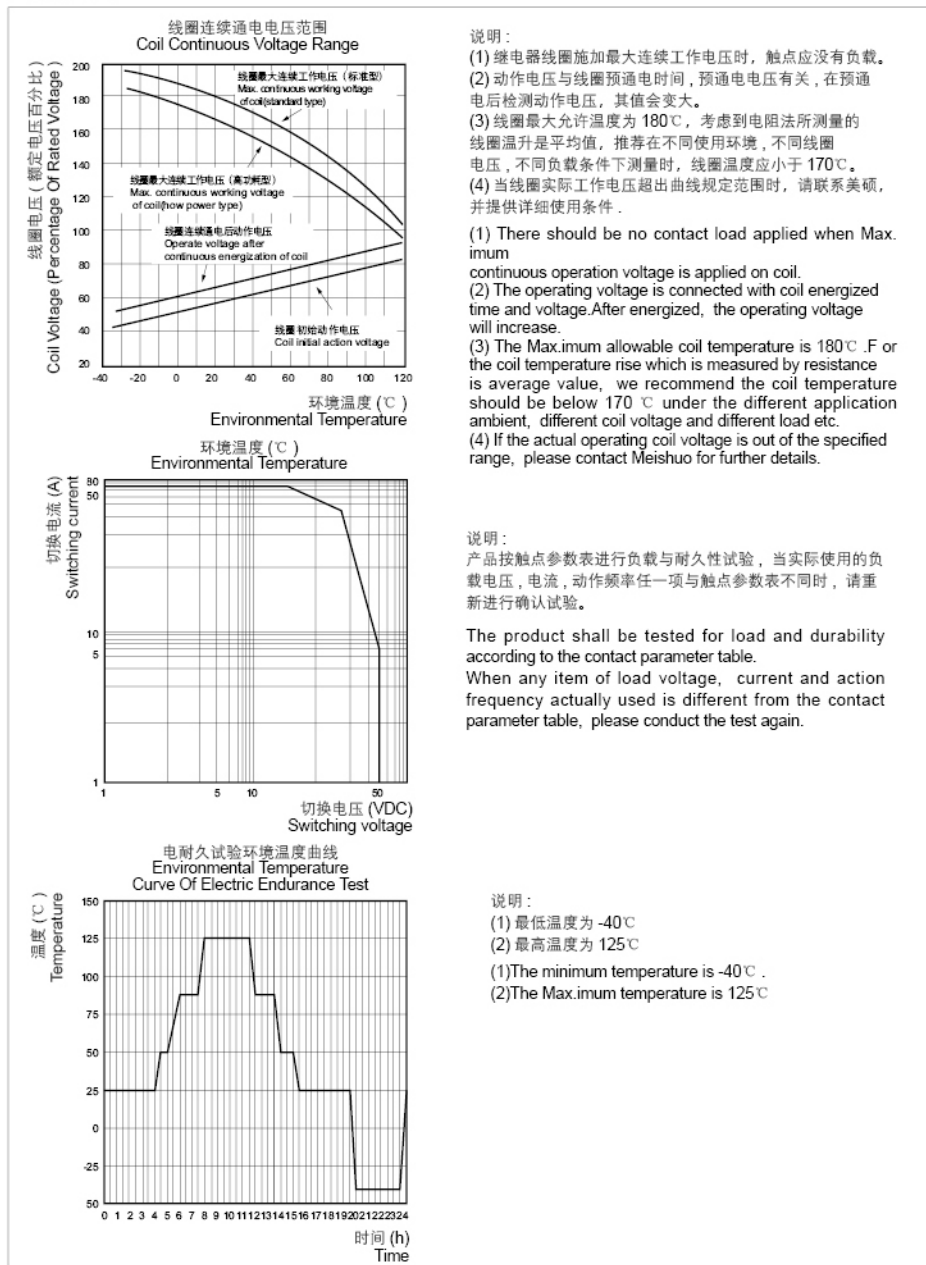 线圈连续通电电压范围
Coil Continuous Voltage Range
线圈电压 ( 额定电压百分比 )
Coil Voltage (Percentage Of Rated Voltage)
200
180
160
140
120
100
80
60
40
20
线圈最大连续工作电压 ( 标准型 )
Max. continuous working voltage
of coil(standard type)
线圈最大连续工作电压 ( 高功耗型 )
Max. continuous working voltage
of coil(how power type)
线圈连续通电后动作电压
Operate voltage after
continuous energization of coil
线圈初始动作电压
Coil initial action voltage
-40 -20 0 20 40 60 80 100 120
环境温度 (℃ )
Environmental Temperature
说明 :
(1) 继电器线圈施加最大连续工作电压时，触点应没有负载。
(2) 动作电压与线圈预通电时间 , 预通电电压有关 , 在预通
电后检测动作电压，其值会变大。
(3) 线圈最大允许温度为 180℃，考虑到电阻法所测量的
线圈温升是平均值，推荐在不同使用环境 , 不同线圈
电压 , 不同负载条件下测量时，线圈温度应小于 170℃。
(4) 当线圈实际工作电压超出曲线规定范围时，请联系美硕，
并提供详细使用条件 .
(1) There should be no contact load applied when Max.
imum
continuous operation voltage is applied on coil.
(2) The operating voltage is connected with coil energized
time and voltage.After energized, the operating voltage
will increase.
(3) The Max.imum allowable coil temperature is 180℃ .F or
the coil temperature rise which is measured by resistance
is average value, we recommend the coil temperature
should be below 170 ℃ under the different application
ambient, different coil voltage and different load etc.
(4) If the actual operating coil voltage is out of the specified
range, please contact Meishuo for further details.
环境温度 (℃ )
Environmental Temperature
切换电流 (A)
Switching current
80
50
10
5
1
1 5 10 50
切换电压 (VDC)
Switching voltage
说明 :
产品按触点参数表进行负载与耐久性试验 , 当实际使用的负
载电压 , 电流 , 动作频率任一项与触点参数表不同时 , 请重
新进行确认试验。
The product shall be tested for load and durability
according to the contact parameter table.
When any item of load voltage, current and action
frequency actually used is different from the contact
parameter table, please conduct the test again.
电耐久试验环境温度曲线
Environmental Temperature
Curve Of Electric Endurance Test
温度 (℃ )
Temperature
150
125
100
75
50
25
0
-25
50
0 1 2 3 4 5 6 7 8 9 10 11 12 13 14 15 16 17 18 19 20 21 22 23 24
时间 (h)
Time
说明 :
(1) 最低温度为 -40℃
(2) 最高温度为 125℃
(1)The minimum temperature is -40℃ .
(2)The Max.imum temperature is 125℃